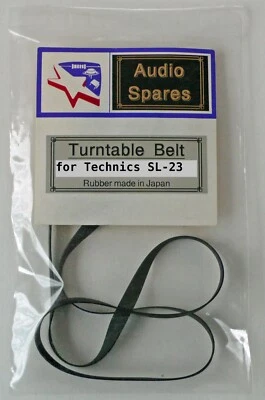 Audio
Spares
Turntable Belt
for Technics SL-23
Rubber made in Japan